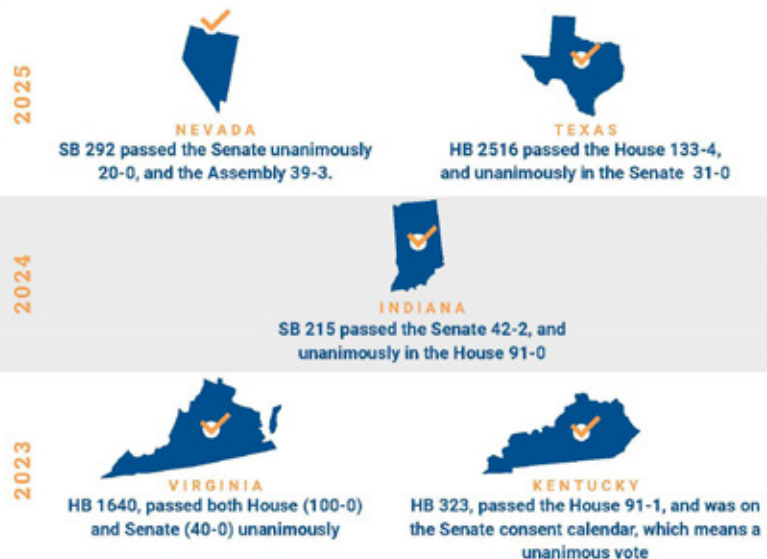 2025
NEVADA
SB 292 passed the Senate unanimously
20-0, and the Assembly 39-3.
TEXAS
HB 2516 passed the House 133-4,
and unanimously in the Senate 31-0
2024
INDIANA
SB 215 passed the Senate 42-2, and
unanimously in the House 91-0
2023
VIRGINIA
HB 1640, passed both House (100-0)
and Senate (40-0) unanimously
KENTUCKY
HB 323, passed the House 91-1, and was on
the Senate consent calendar, which means a
unanimous vote